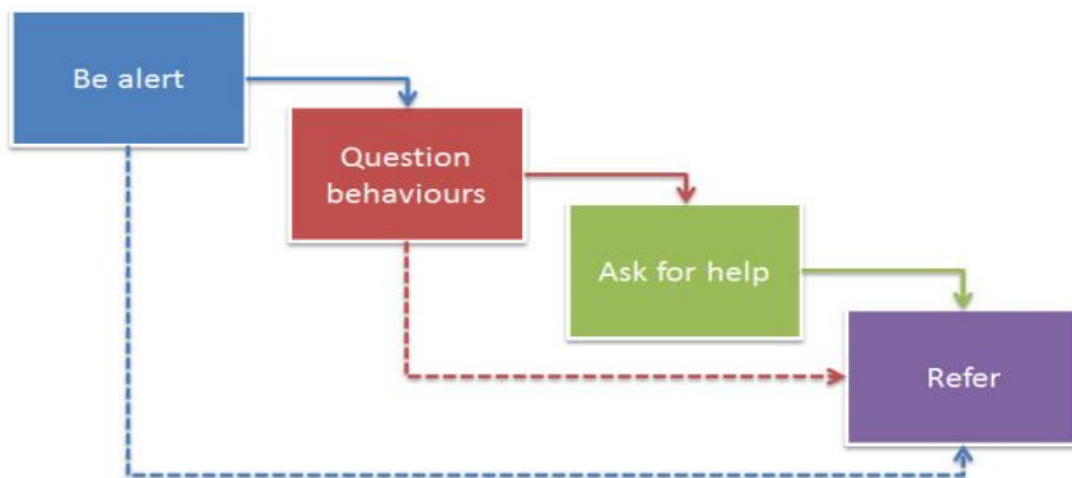 Be alert
Question
behaviours
Ask for help
Refer